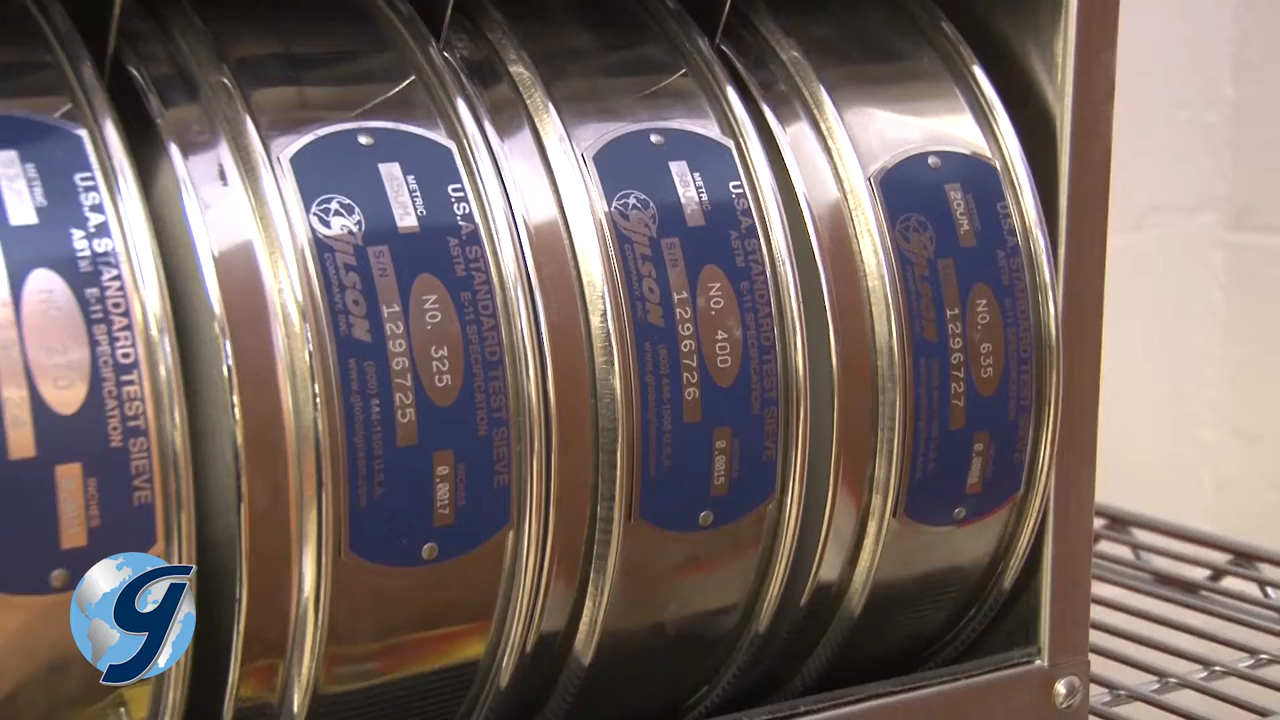 U.S.A. STANDARD TEST SIEVE
ASTM E-11 SPECIFICATION
METRIC
INCHES
U.S.A. STANDARD TEST SIEVE
ASTM E-11 SPECIFICATION
METRIC
45UM.
NO. 325
0.0017
INCHES
S/N 1296725
GILSON
COMPANY, INC.
(800) 444-1508 U.S.A.
www.globalgilson.com
U.S.A. STANDARD TEST SIEVE
ASTM E-11 SPECIFICATION
METRIC
38UM.
NO. 400
0.0015
S/N 1296726
GILSON
COMPANY, INC.
(800) 444-1508 U.S.A.
www.globalgilson.com
U.S.A. STANDARD TEST SIEVE
ASTM E-11 SPECIFICATION
METRIC
20UM.
NO. 635
1296727
GILSON
g